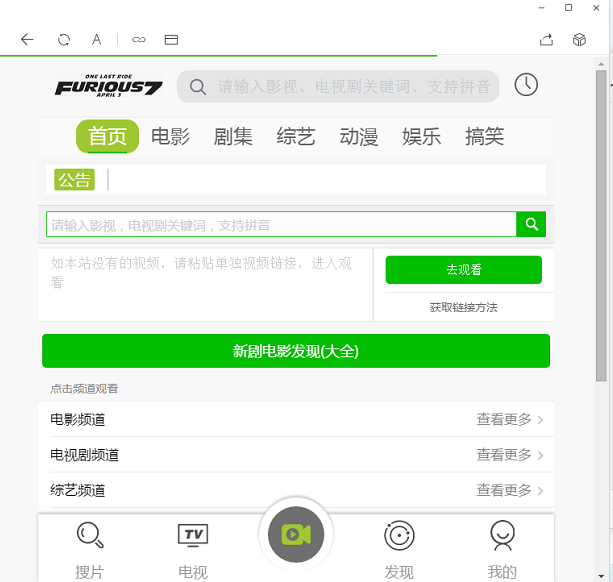 A
ONE LAST RIDE
FURIOUS7
APRIL 3
请输入影视、电视剧关键词、支持拼音
首页 电影 剧集 综艺 动漫 娱乐 搞笑
公告
请输入影视，电视剧关键词，支持拼音
如本站没有的视频，请粘贴单独视频链接，进入观
看
去观看
获取链接方法
新剧电影发现(大全)
点击频道观看
电影频道 查看更多
电视剧频道 查看更多
综艺频道 查看更多
TV
搜片 电视 发现 我的